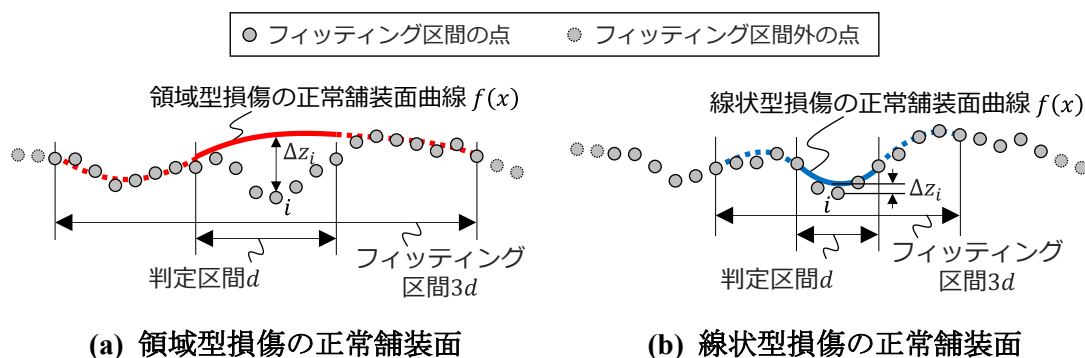 フィッティング区間の点 フィッティング区間外の点
領域型損傷の正常舗装面曲線 f(x)
Δz_i
i
判定区間d
フィッティング
区間3d
(a) 領域型損傷の正常舗装面
線状型損傷の正常舗装面曲線 f(x)
Δz_i
i
判定区間d
フィッティング
区間3d
(b) 線状型損傷の正常舗装面